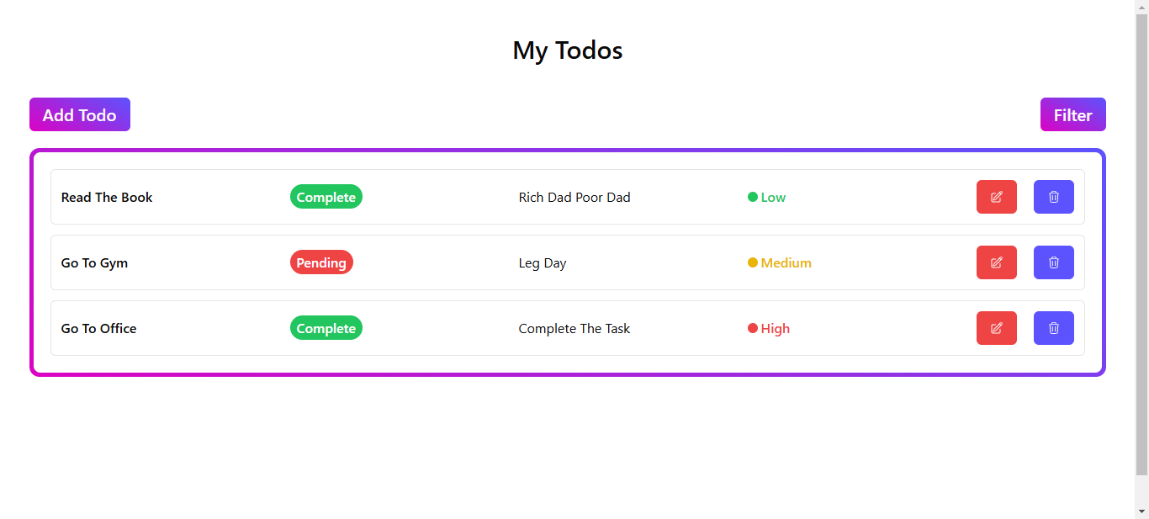 My Todos
Add Todo Filter
Read The Book Complete Rich Dad Poor Dad Low
Go To Gym Pending Leg Day Medium
Go To Office Complete Complete The Task High